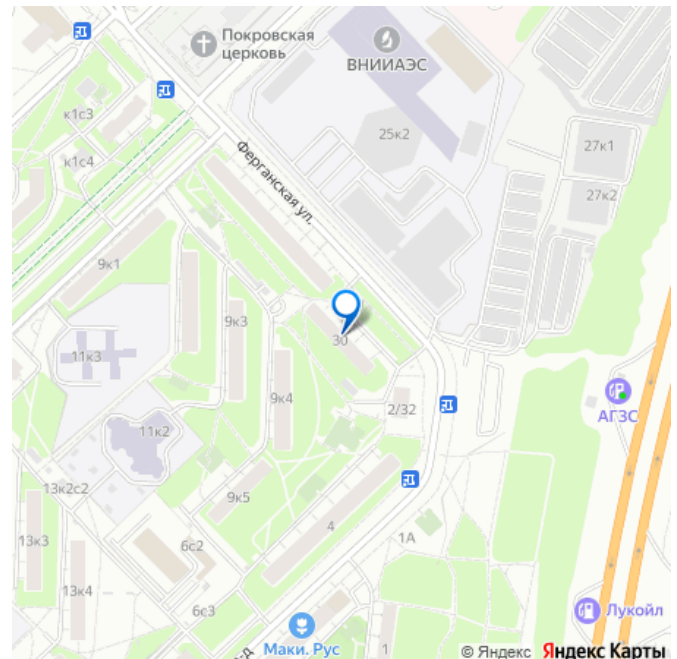 Покровская
церковь
ВНИИАЭС
к1с3
25к2
27к1
к1с4
Ферганская ул.
27к2
9к1
9к3
30
11к3
9к4
2/32
АГЗС
11к2
13к2с2
9к5
4
13к3
6с2
1А
13к4
6с3
Лукойл
Маки. Рус
1
-д
© Яндекс Яндекс Карты